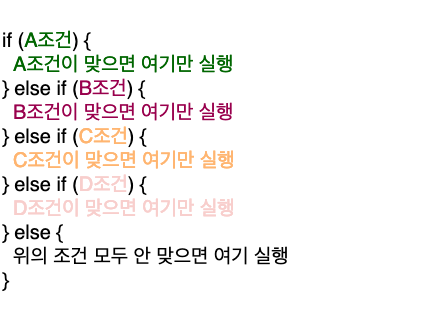 if (A조건) {
A조건이 맞으면 여기만 실행
} else if (B조건) {
B조건이 맞으면 여기만 실행
} else if (C조건) {
C조건이 맞으면 여기만 실행
} else if (D조건) {
D조건이 맞으면 여기만 실행
} else {
위의 조건 모두 안 맞으면 여기 실행
}